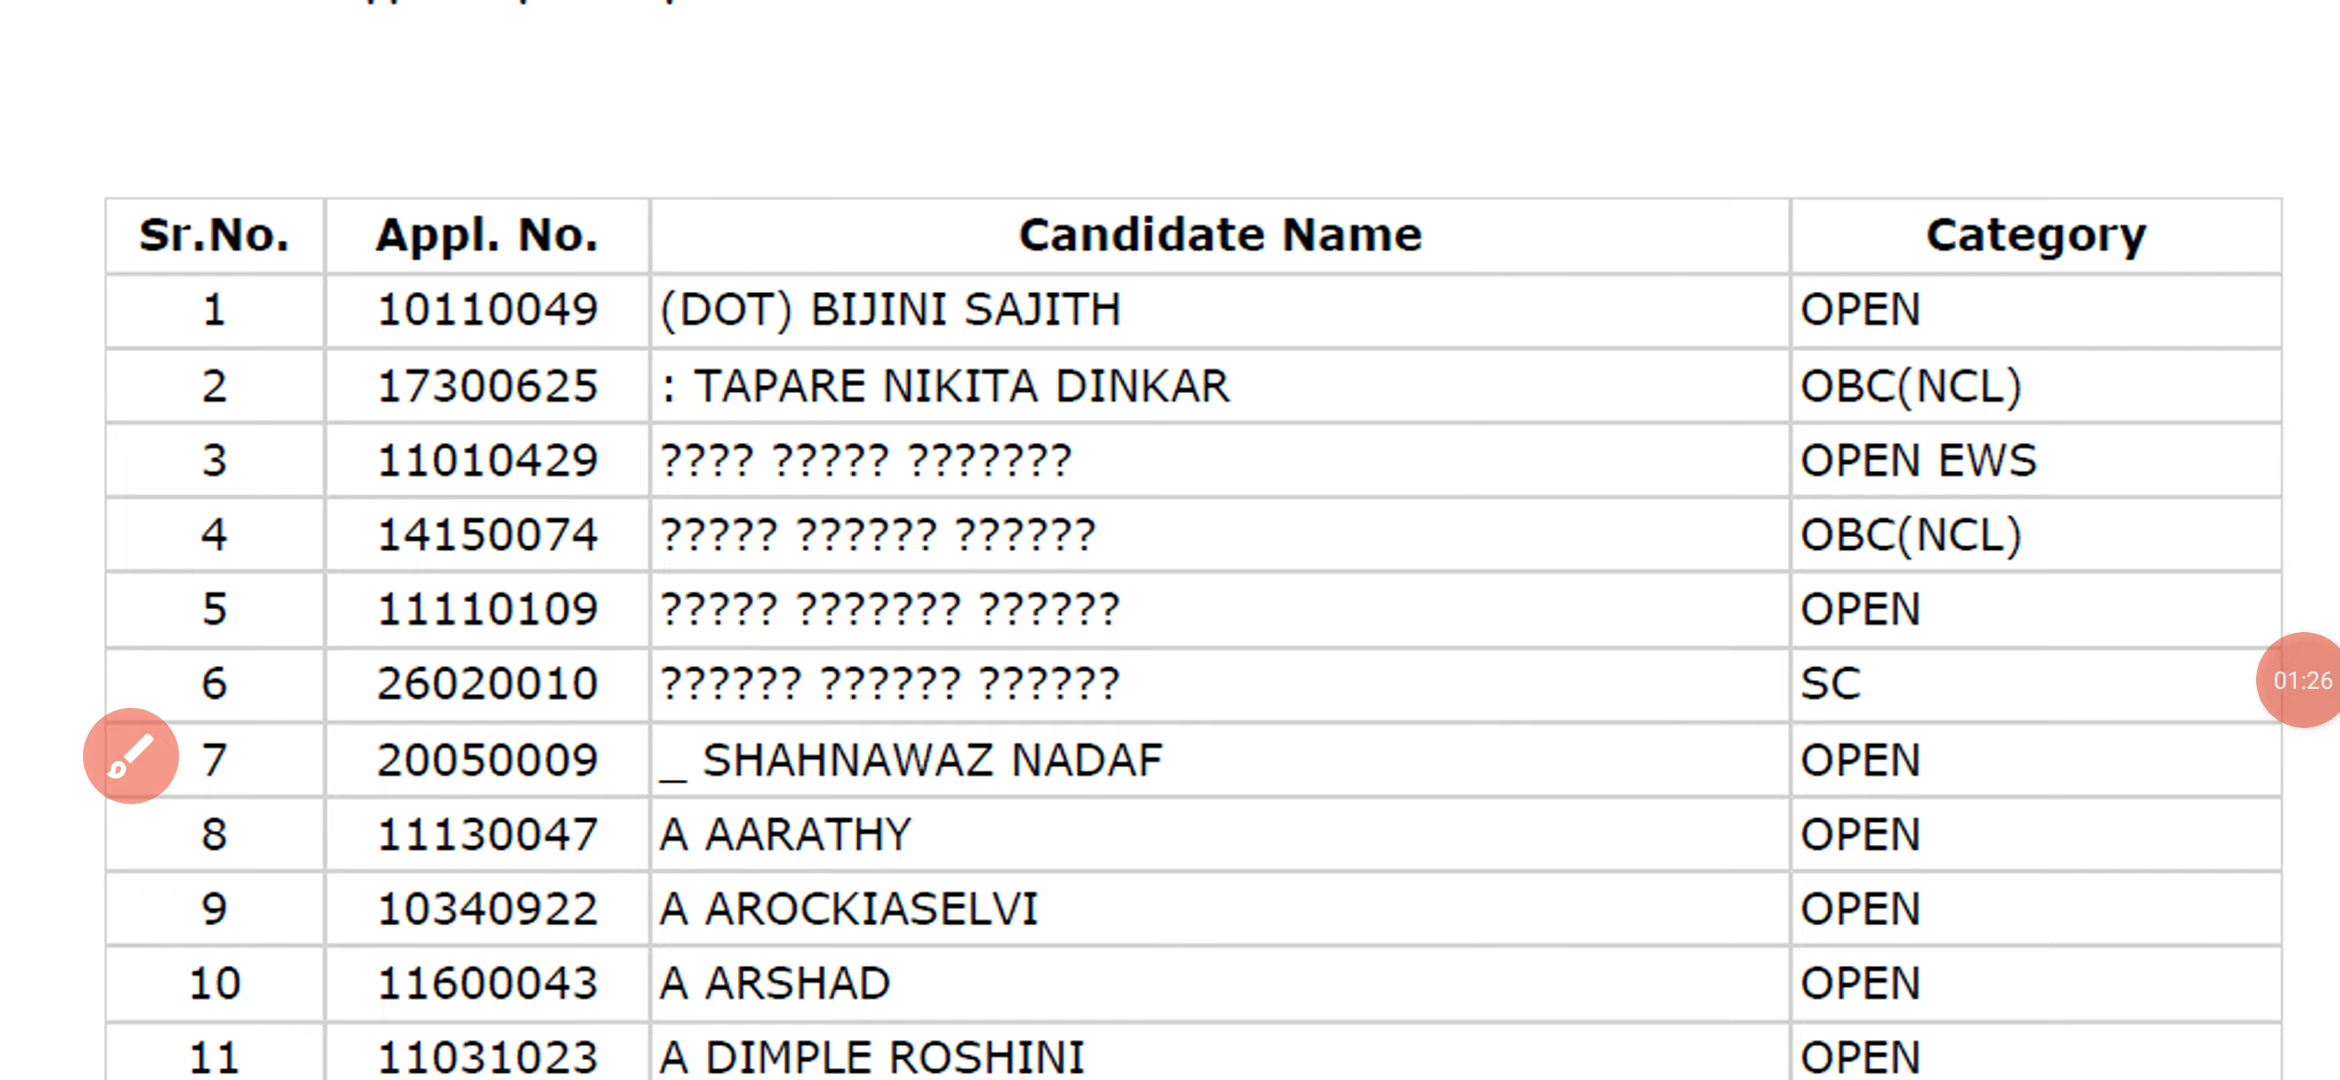 Sr.No. Appl. No. Candidate Name Category
1 10110049 (DOT) BIJINI SAJITH OPEN
2 17300625 : TAPARE NIKITA DINKAR OBC(NCL)
3 11010429 ???? ????? ??????? OPEN EWS
4 14150074 ????? ?????? ?????? OBC(NCL)
5 11110109 ????? ??????? ?????? OPEN
6 26020010 ?????? ?????? ?????? SC
01:26
7 20050009 _ SHAHNAWAZ NADAF OPEN
8 11130047 A AARATHY OPEN
9 10340922 A AROCKIASELVI OPEN
10 11600043 A ARSHAD OPEN
11 11031023 A DIMPLE ROSHINI OPEN